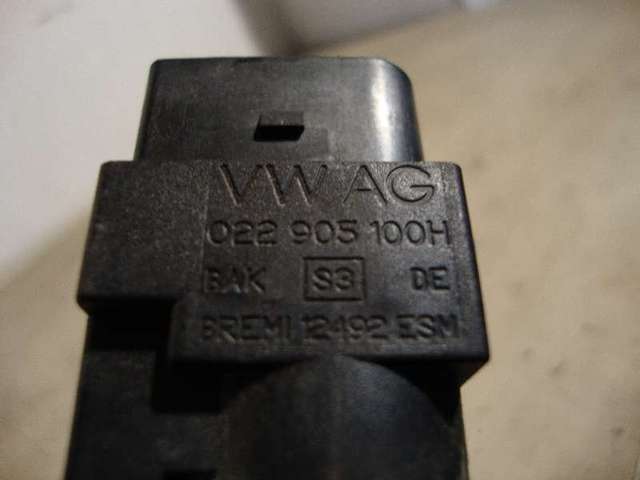 VW AG
022 905 100H
BAK S3 DE
BREMI 12492 ESM